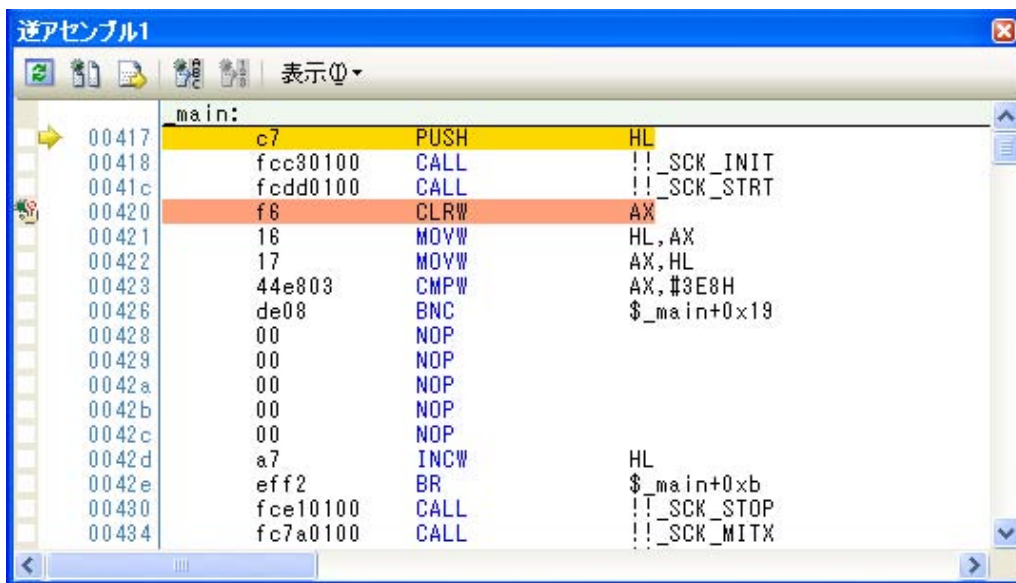 逆アセンブル1
表示(I)
_main:
00417 c7 PUSH HL
00418 fcc30100 CALL !!_SCK_INIT
0041c fcdd0100 CALL !!_SCK_STRT
00420 f6 CLRW AX
00421 16 MOVW HL,AX
00422 17 MOVW AX,HL
00423 44e803 CMPW AX,#3E8H
00426 de08 BNC $_main+0x19
00428 00 NOP
00429 00 NOP
0042a 00 NOP
0042b 00 NOP
0042c 00 NOP
0042d a7 INCW HL
0042e eff2 BR $_main+0xb
00430 fce10100 CALL !!_SCK_STOP
00434 fc7a0100 CALL !!_SCK_MITX